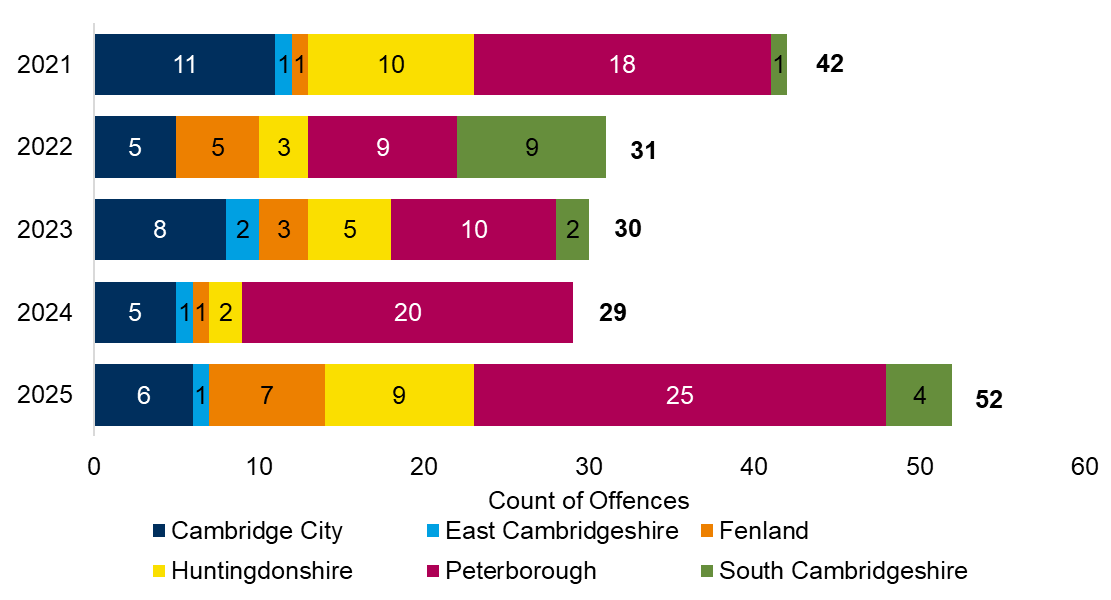 2021 11 1 1 10 18 1 42
2022 5 5 3 9 9 31
2023 8 2 3 5 10 2 30
2024 5 1 1 2 20 29
2025 6 1 7 9 25 4 52
0 10 20 30 40 50 60
Count of Offences
Cambridge City East Cambridgeshire Fenland
Huntingdonshire Peterborough South Cambridgeshire